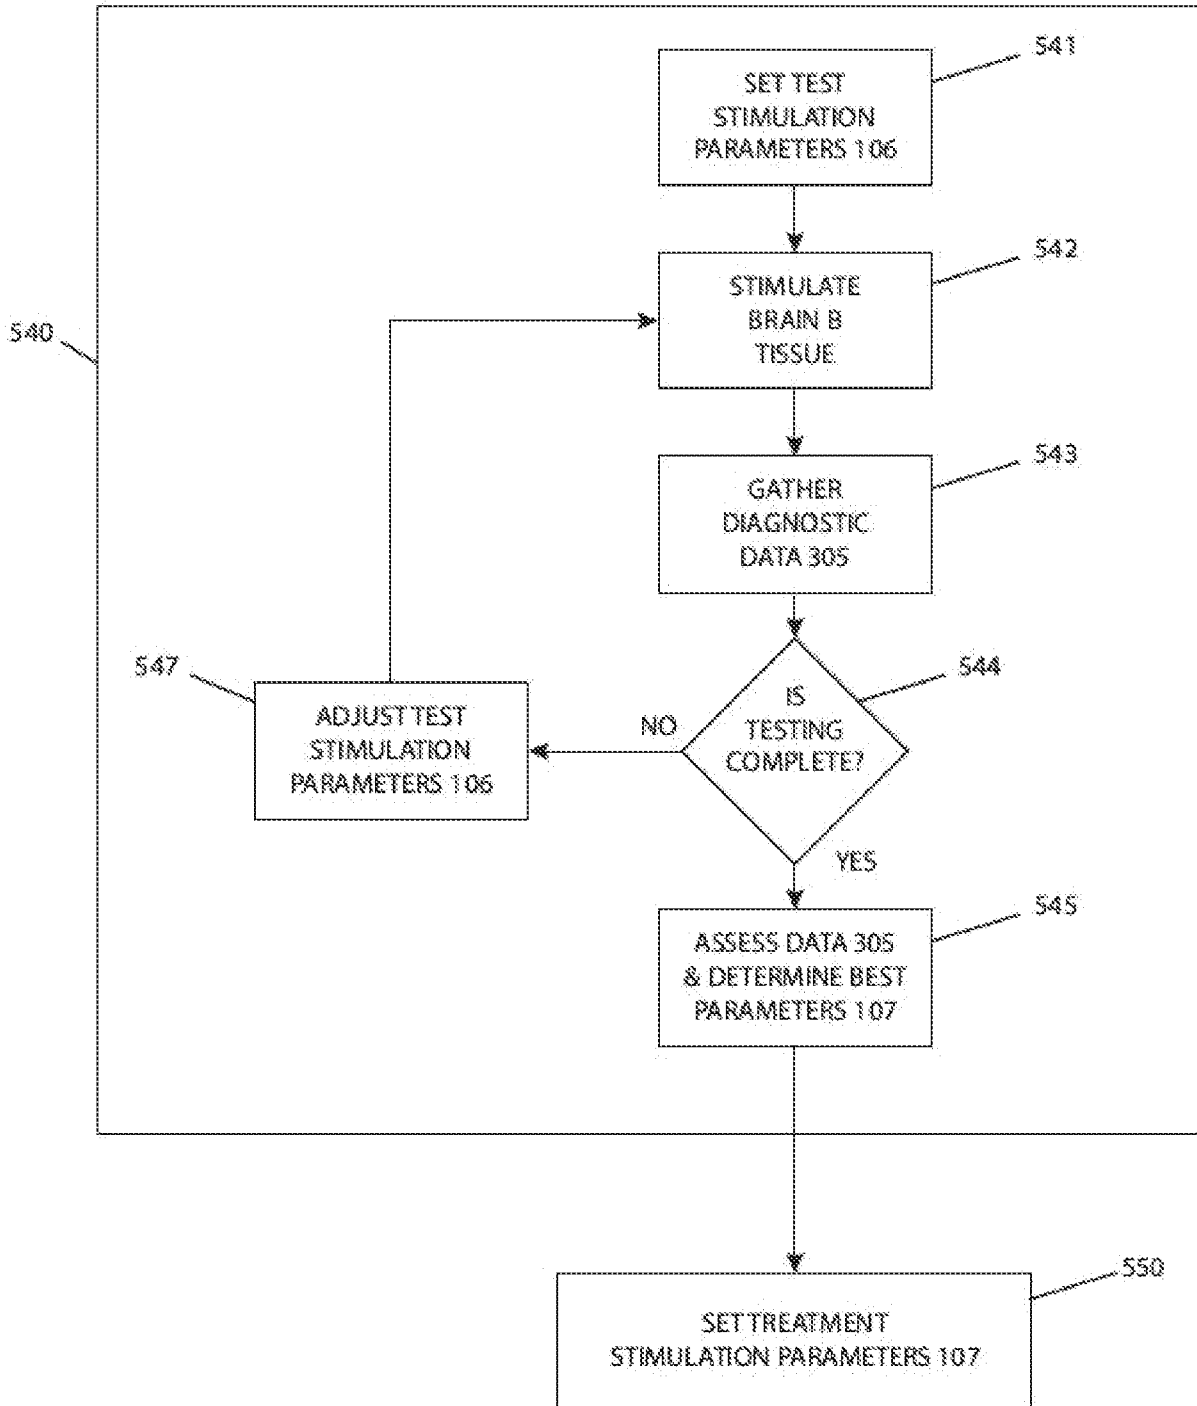 541
SET TEST
STIMULATION
PARAMETERS 106
542
STIMULATE
BRAIN B
TISSUE
540
543
GATHER
DIAGNOSTIC
DATA 305
547
544
IS
TESTING
COMPLETE?
NO
ADJUST TEST
STIMULATION
PARAMETERS 106
YES
545
ASSESS DATA 305
& DETERMINE BEST
PARAMETERS 107
550
SET TREATMENT
STIMULATION PARAMETERS 107